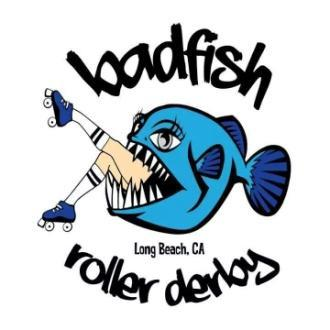 badfish
Long Beach, CA
roller derby